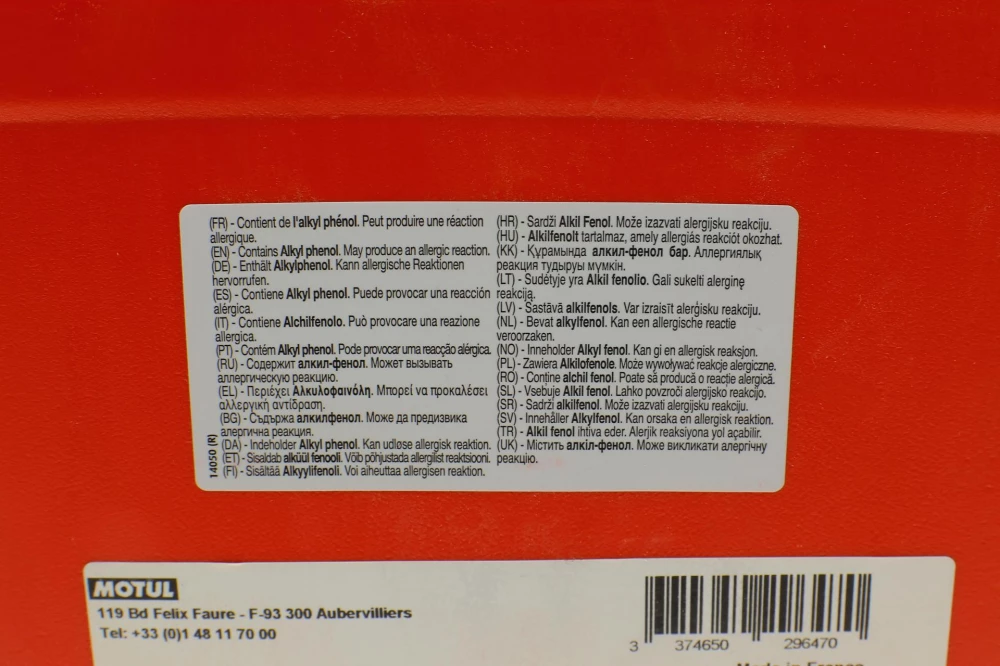 (FR) - Contient de l'alkyl phénol. Peut produire une réaction
allergique.
(EN) - Contains Alkyl phenol. May produce an allergic reaction.
(DE) - Enthält Alkylphenol. Kann allergische Reaktionen
hervorrufen.
(ES) - Contiene Alkyl phenol. Puede provocar una reacción
alérgica.
(IT) - Contiene Alchilfenolo. Può provocare una reazione
allergica.
(PT) - Contém Alkyl phenol. Pode provocar uma reacção alérgica.
(RU) - Содержит алкил-фенол. Может вызывать
аллергическую реакцию.
(EL) - Περιέχει Αλκυλοφαινόλη. Μπορεί να προκαλέσει
αλλεργική αντίδραση.
(BG) - Съдържа алкилфенол. Може да предизвика
алергична реакция.
(DA) - Indeholder Alkyl phenol. Kan udløse allergisk reaktion.
(ET) - Sisaldab alküül fenooli. Võib põhjustada allergilist reaktsiooni.
(FI) - Sisältää Alkyylifenoli. Voi aiheuttaa allergisen reaktion.
14050 (R)
(HR) - Sardži Alkil Fenol. Može izazvati alergijsku reakciju.
(HU) - Alkilfenolt tartalmaz, amely allergiás reakciót okozhat.
(KK) - Құрамында алкил-фенол бар. Аллергиялық
реакция тудыруы мүмкін.
(LT) - Sudėtyje yra Alkil fenolio. Gali sukelti alerginę
reakciją.
(LV) - Sastāvā alkilfenols. Var izraisīt alerģisku reakciju.
(NL) - Bevat alkylfenol. Kan een allergische reactie
veroorzaken.
(NO) - Inneholder Alkyl fenol. Kan gi en allergisk reaksjon.
(PL) - Zawiera Alkilofenole. Może wywoływać reakcje alergiczne.
(RO) - Conține alchil fenol. Poate să producă o reacție alergică.
(SL) - Vsebuje Alkil fenol. Lahko povzroči alergijsko reakcijo.
(SR) - Sadrži alkilfenol. Može izazvati alergijsku reakciju.
(SV) - Innehåller Alkylfenol. Kan orsaka en allergisk reaktion.
(TR) - Alkil fenol ihtiva eder. Alerjik reaksiyona yol açabilir.
(UK) - Містить алкіл-фенол. Може викликати алергічну
реакцію.
MOTUL
119 Bd Felix Faure - F-93 300 Aubervilliers
Tel: +33 (0)1 48 11 70 00
3 374650 296470
Made in France